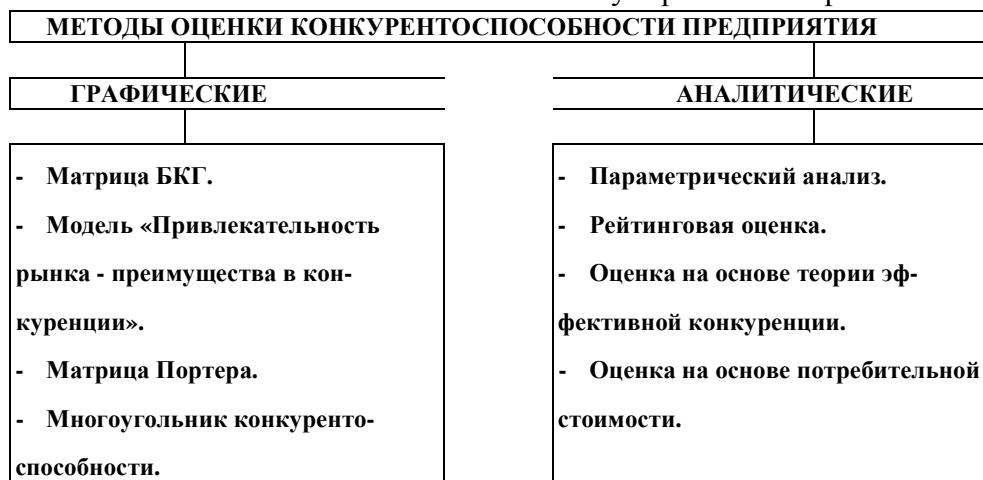 МЕТОДЫ ОЦЕНКИ КОНКУРЕНТОСПОСОБНОСТИ ПРЕДПРИЯТИЯ
ГРАФИЧЕСКИЕ
- Матрица БКГ.
- Модель «Привлекательность
рынка - преимущества в кон-
куренции».
- Матрица Портера.
- Многоугольник конкуренто-
способности.
АНАЛИТИЧЕСКИЕ
- Параметрический анализ.
- Рейтинговая оценка.
- Оценка на основе теории эф-
фективной конкуренции.
- Оценка на основе потребительной
стоимости.